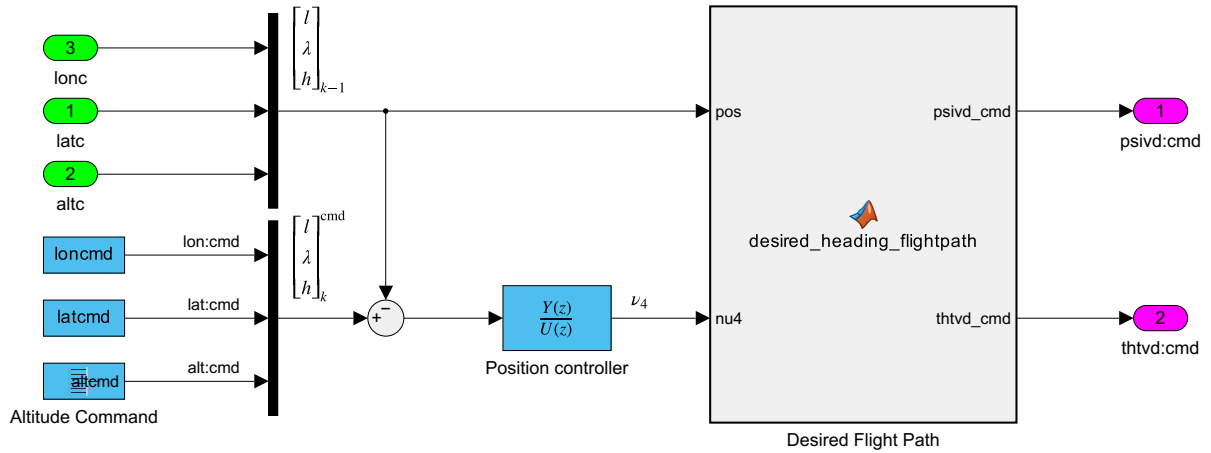 3
lonc
1
latc
2
altc
[l λ h]k−1
loncmd
lon:cmd
latcmd
lat:cmd
altcmd
alt:cmd
Altitude Command
[l λ h]k cmd
+
−
Y(z)
U(z)
Position controller
ν4
pos
nu4
desired_heading_flightpath
psivd_cmd
thtvd_cmd
Desired Flight Path
1
psivd:cmd
2
thtvd:cmd